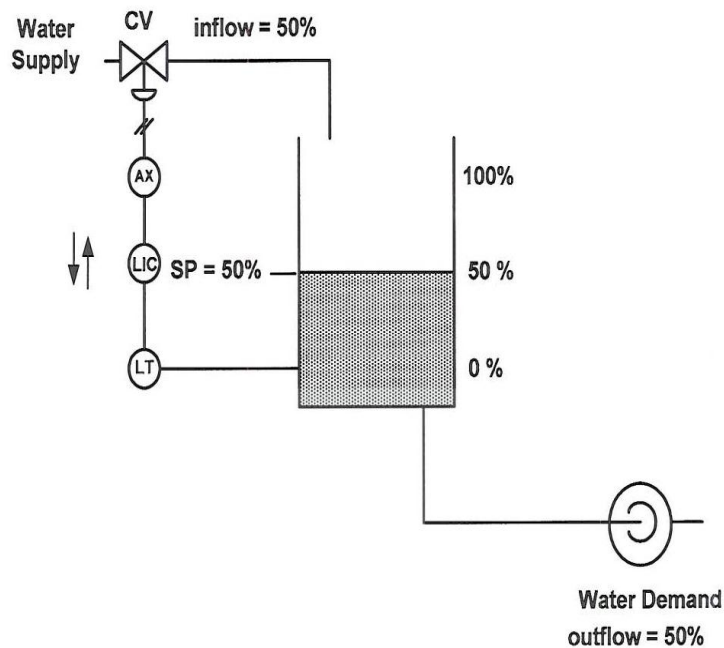 Water
Supply
CV
inflow = 50%
AX
100%
LIC
SP = 50%
50 %
LT
0 %
Water Demand
outflow = 50%